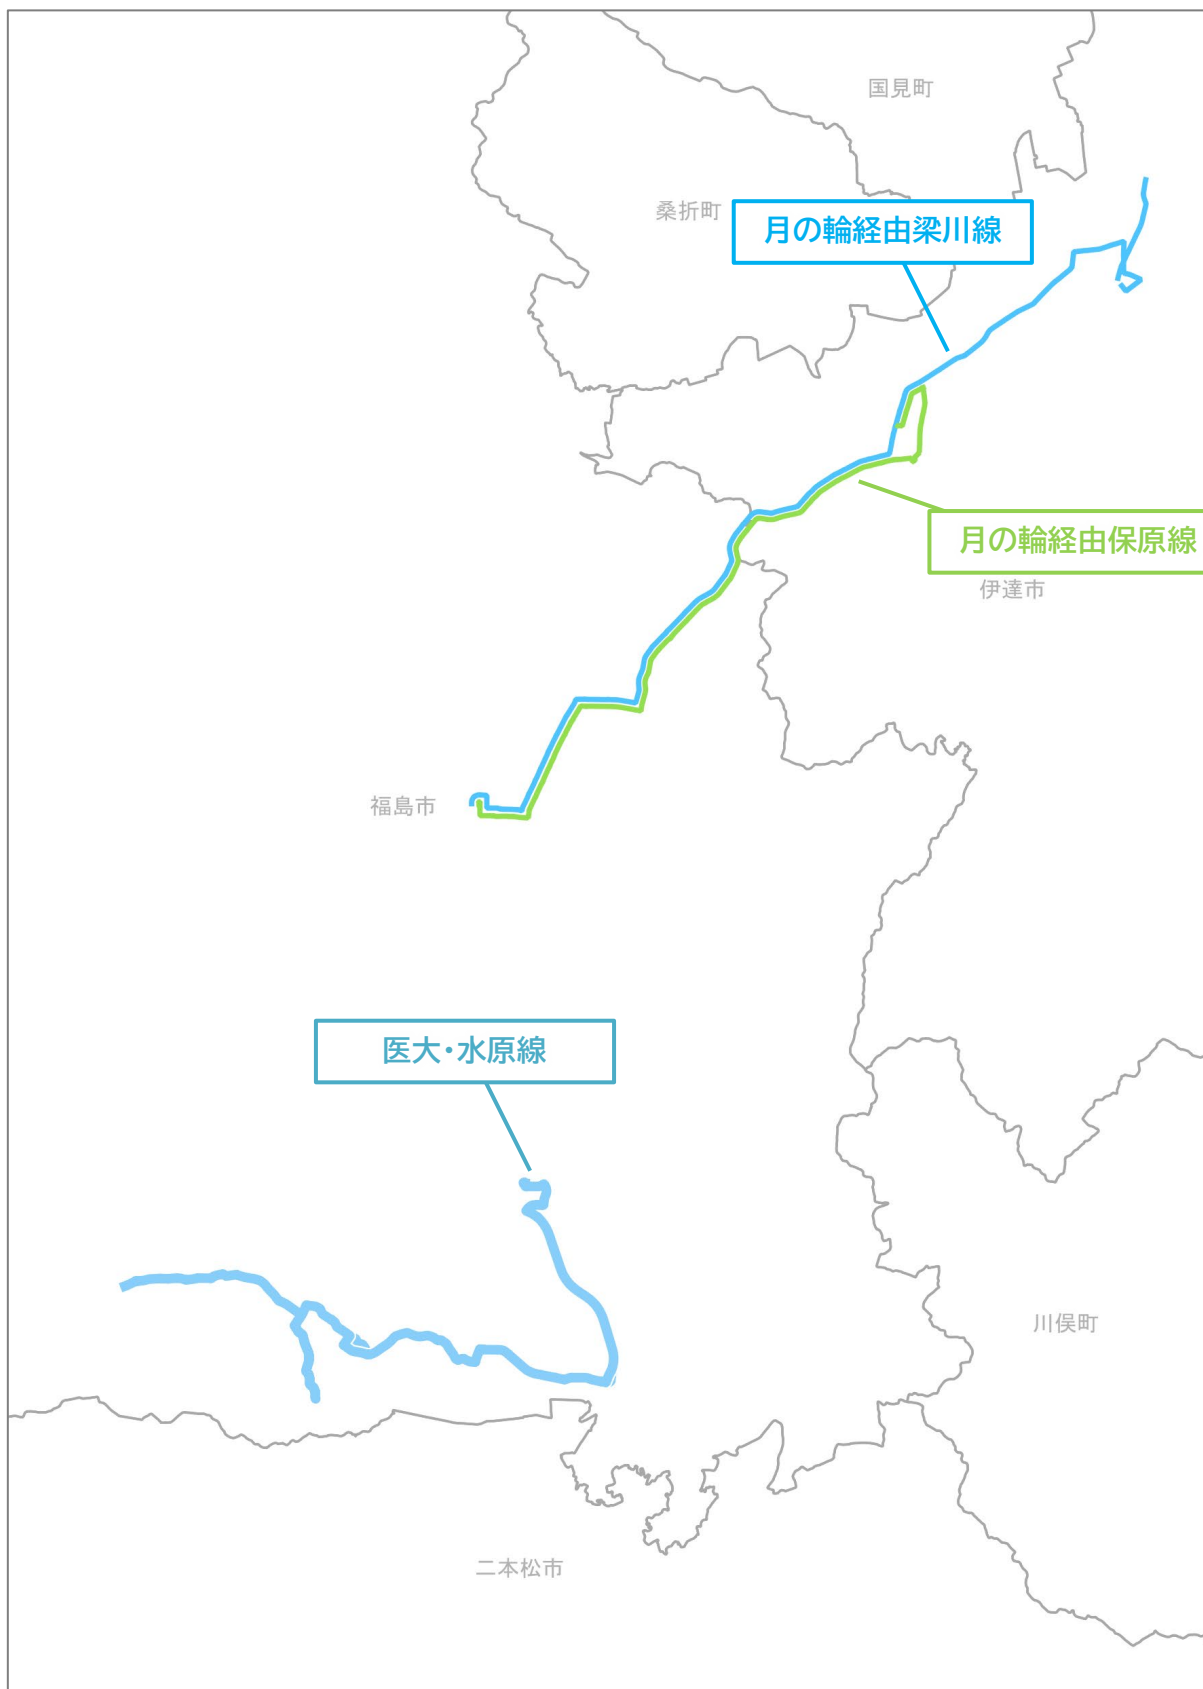 国見町
桑折町
月の輪経由梁川線
月の輪経由保原線
伊達市
福島市
医大・水原線
川俣町
二本松市